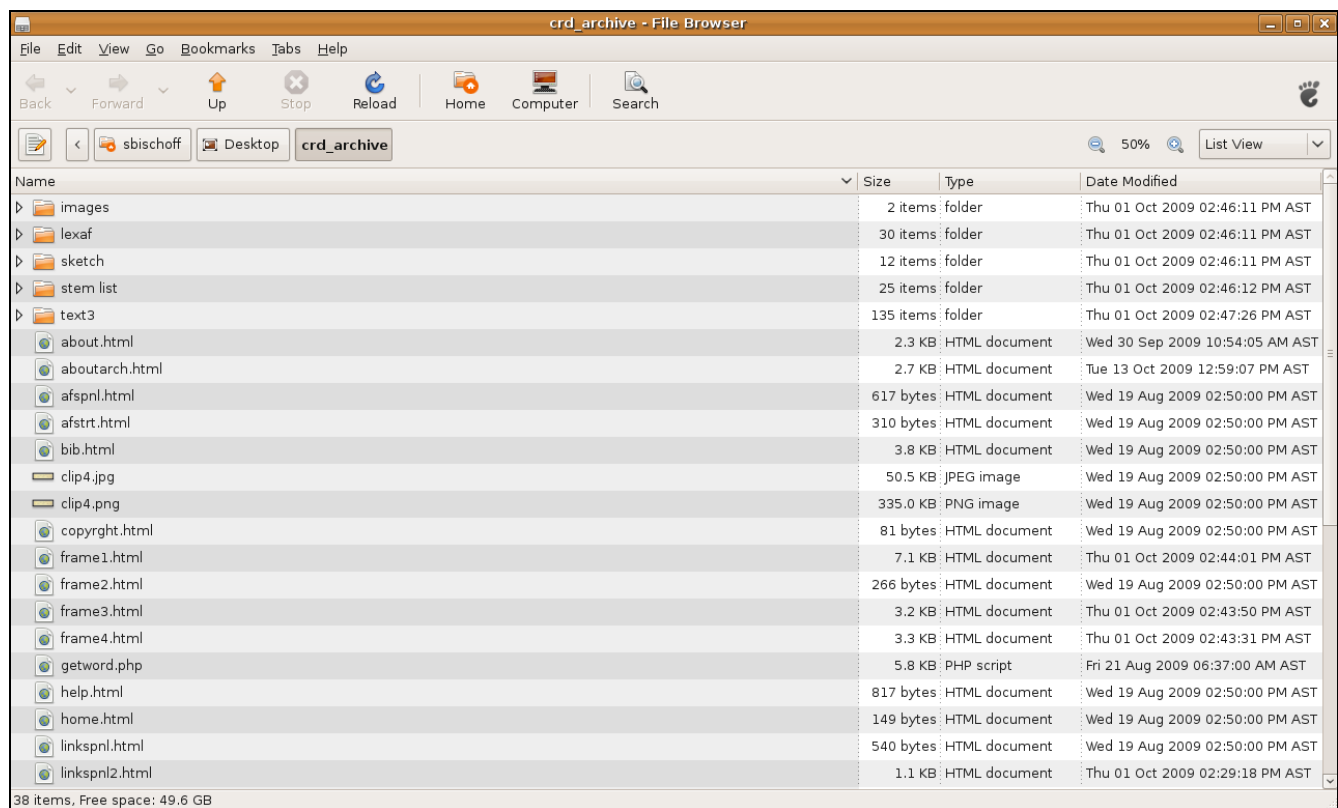 crd_archive - File Browser
File Edit View Go Bookmarks Tabs Help
Back Forward Up Stop Reload Home Computer Search
sbischoff Desktop crd_archive 50% List View
Name Size Type Date Modified
images 2 items folder Thu 01 Oct 2009 02:46:11 PM AST
lexaf 30 items folder Thu 01 Oct 2009 02:46:11 PM AST
sketch 12 items folder Thu 01 Oct 2009 02:46:11 PM AST
stem list 25 items folder Thu 01 Oct 2009 02:46:12 PM AST
text3 135 items folder Thu 01 Oct 2009 02:47:26 PM AST
about.html 2.3 KB HTML document Wed 30 Sep 2009 10:54:05 AM AST
aboutarch.html 2.7 KB HTML document Tue 13 Oct 2009 12:59:07 PM AST
afspnl.html 617 bytes HTML document Wed 19 Aug 2009 02:50:00 PM AST
afstrt.html 310 bytes HTML document Wed 19 Aug 2009 02:50:00 PM AST
bib.html 3.8 KB HTML document Wed 19 Aug 2009 02:50:00 PM AST
clip4.jpg 50.5 KB JPEG image Wed 19 Aug 2009 02:50:00 PM AST
clip4.png 335.0 KB PNG image Wed 19 Aug 2009 02:50:00 PM AST
copyrght.html 81 bytes HTML document Wed 19 Aug 2009 02:50:00 PM AST
frame1.html 7.1 KB HTML document Thu 01 Oct 2009 02:44:01 PM AST
frame2.html 266 bytes HTML document Wed 19 Aug 2009 02:50:00 PM AST
frame3.html 3.2 KB HTML document Thu 01 Oct 2009 02:43:50 PM AST
frame4.html 3.3 KB HTML document Thu 01 Oct 2009 02:43:31 PM AST
getword.php 5.8 KB PHP script Fri 21 Aug 2009 06:37:00 AM AST
help.html 817 bytes HTML document Wed 19 Aug 2009 02:50:00 PM AST
home.html 149 bytes HTML document Wed 19 Aug 2009 02:50:00 PM AST
linkspnl.html 540 bytes HTML document Wed 19 Aug 2009 02:50:00 PM AST
linkspnl2.html 1.1 KB HTML document Thu 01 Oct 2009 02:29:18 PM AST
38 items, Free space: 49.6 GB